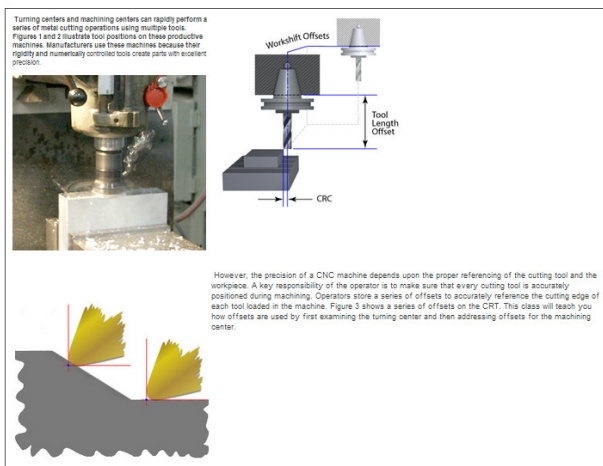 Turning centers and machining centers can rapidly perform a
series of metal cutting operations using multiple tools.
Figures 1 and 2 illustrate tool positions on these productive
machines. Manufacturers use these machines because their
rigidity and numerically controlled tools create parts with excellent
precision.
Workshift Offsets
Tool
Length
Offset
CRC
However, the precision of a CNC machine depends upon the proper referencing of the cutting tool and the
workpiece. A key responsibility of the operator is to make sure that every cutting tool is accurately
positioned during machining. Operators store a series of offsets to accurately reference the cutting edge of
each tool loaded in the machine. Figure 3 shows a series of offsets on the CRT. This class will teach you
how offsets are used by first examining the turning center and then addressing offsets for the machining
center.